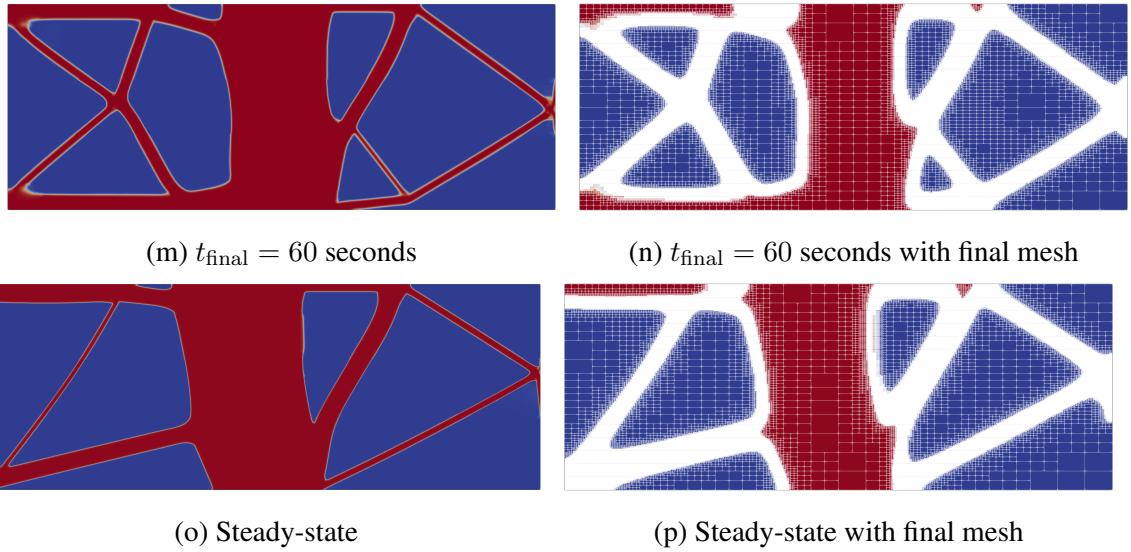 (m) t_final = 60 seconds
(n) t_final = 60 seconds with final mesh
(o) Steady-state
(p) Steady-state with final mesh